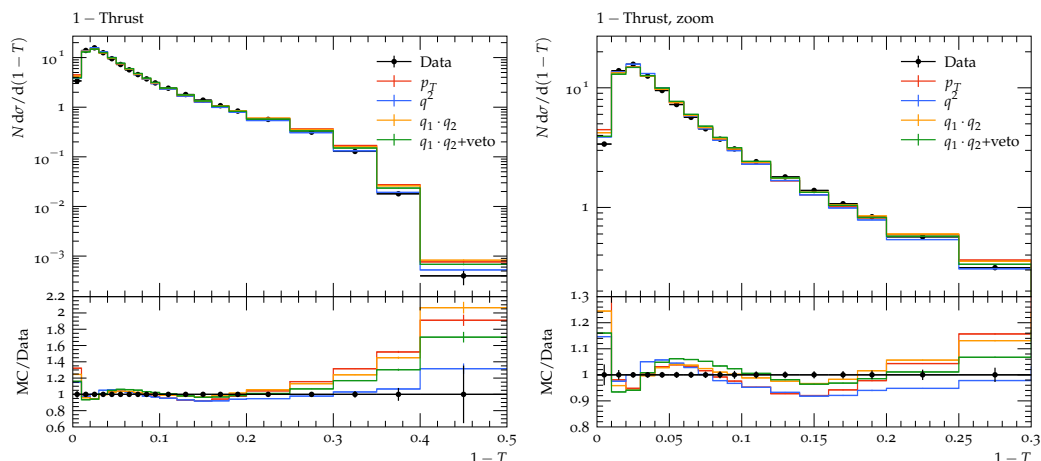 1 − Thrust
N dσ/d(1 − T)
10^1
1
10^−1
10^−2
10^−3
Data
p_T
q^2
q_1 · q_2
q_1 · q_2+veto
MC/Data
2.2
2
1.8
1.6
1.4
1.2
1.0
0.8
0.6
0 0.1 0.2 0.3 0.4 0.5
1 − T
1 − Thrust, zoom
N dσ/d(1 − T)
10^1
1
Data
p_T
q^2
q_1 · q_2
q_1 · q_2+veto
MC/Data
1.3
1.2
1.1
1.0
0.9
0.8
0 0.05 0.1 0.15 0.2 0.25 0.3
1 − T